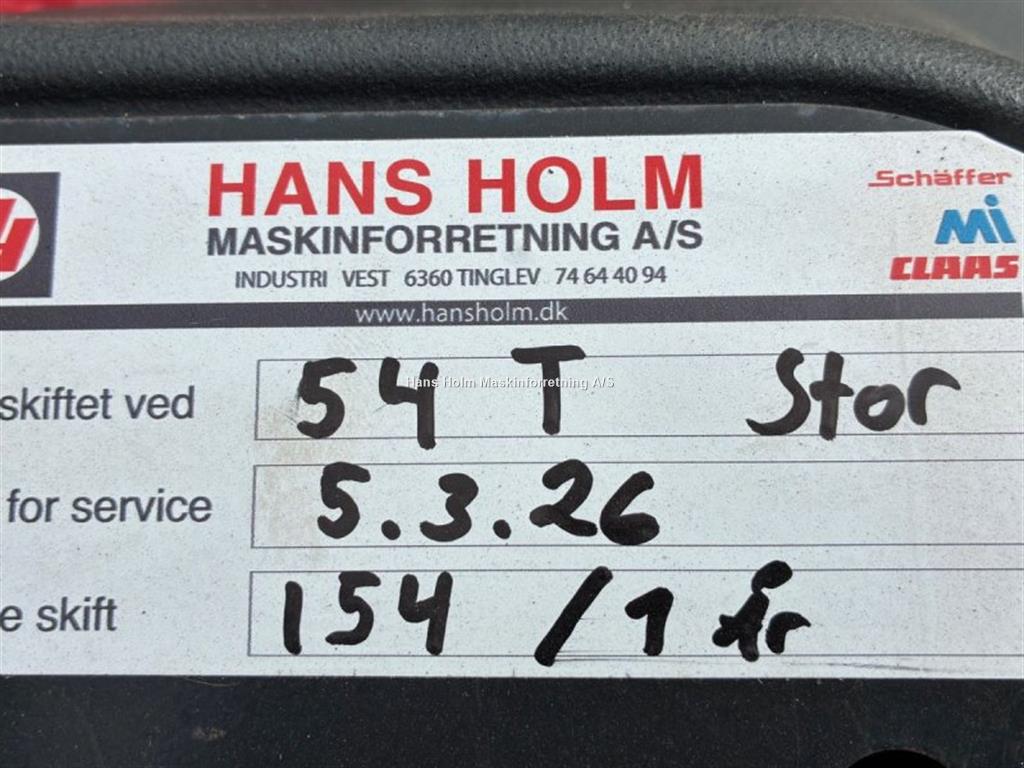 HANS HOLM
MASKINFORRETNING A/S
INDUSTRI VEST 6360 TINGLEV 74 64 40 94
www.hansholm.dk
Schäffer
Mi
CLAAS
skiftet ved 54 T Stor
Hans Holm Maskinforretning A/S
for service 5.3.26
skift 154 / 1 År